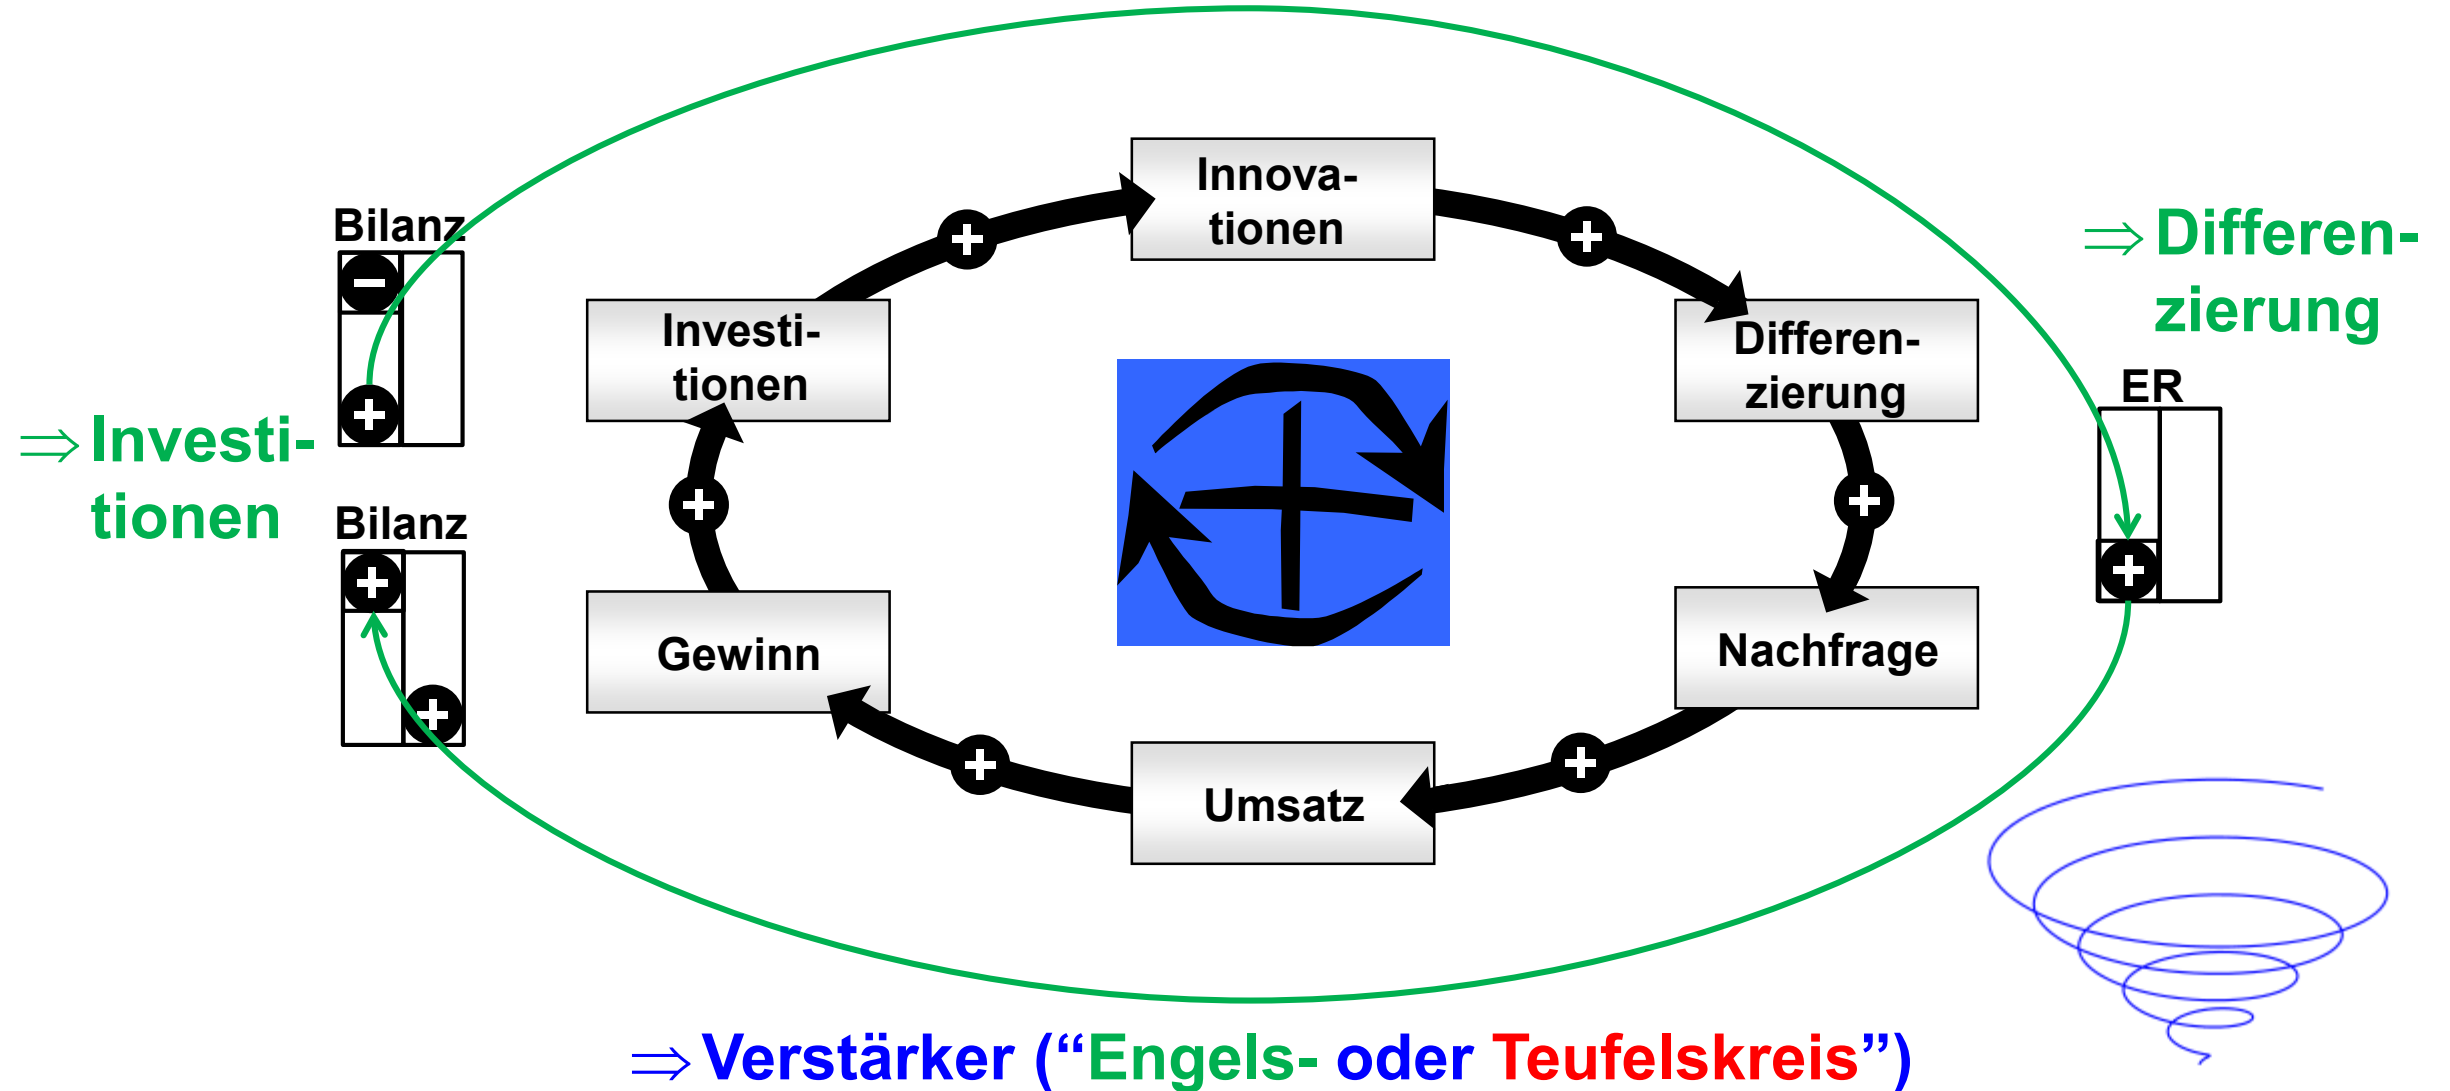 Innova-
tionen
Bilanz
⇒ Differen-
zierung
Investi-
tionen
Differen-
zierung
ER
⇒ Investi-
tionen
Bilanz
Gewinn
Nachfrage
Umsatz
⇒ Verstärker (“Engels- oder Teufelskreis”)